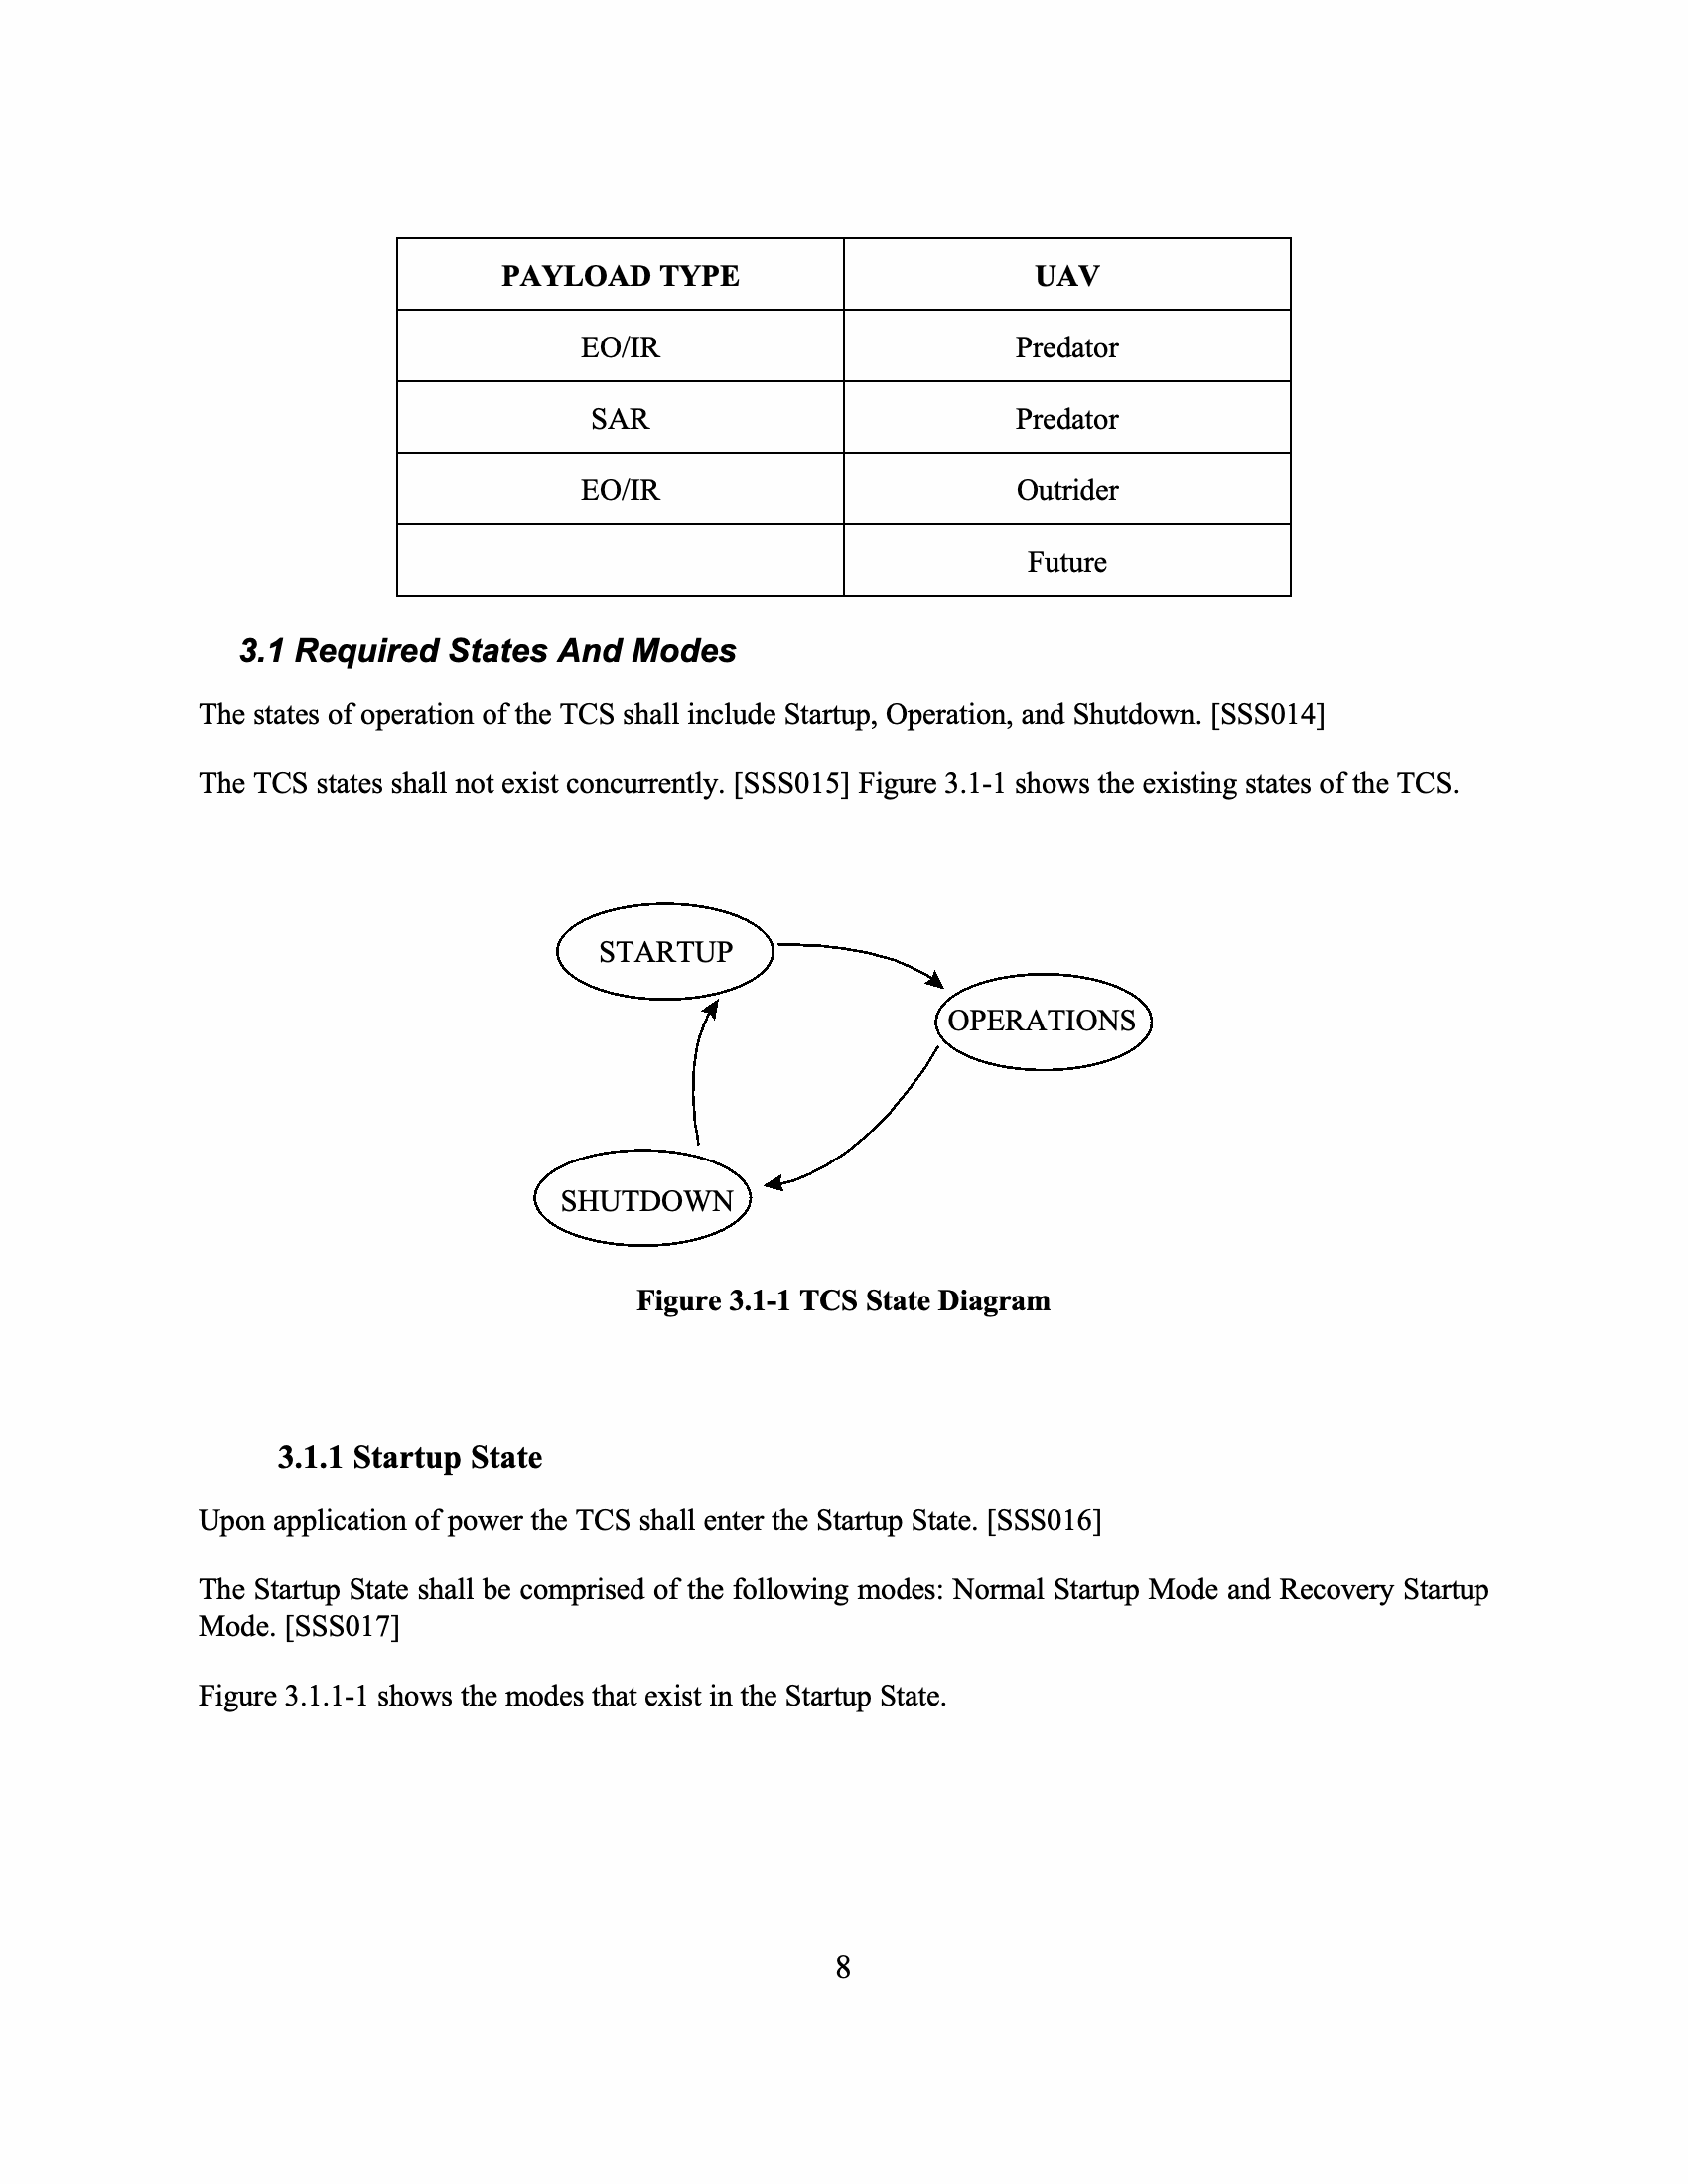 PAYLOAD TYPE UAV
EO/IR Predator
SAR Predator
EO/IR Outrider
Future
3.1 Required States And Modes
The states of operation of the TCS shall include Startup, Operation, and Shutdown. [SSS014]
The TCS states shall not exist concurrently. [SSS015] Figure 3.1-1 shows the existing states of the TCS.
STARTUP
OPERATIONS
SHUTDOWN
Figure 3.1-1 TCS State Diagram
3.1.1 Startup State
Upon application of power the TCS shall enter the Startup State. [SSS016]
The Startup State shall be comprised of the following modes: Normal Startup Mode and Recovery Startup
Mode. [SSS017]
Figure 3.1.1-1 shows the modes that exist in the Startup State.
8